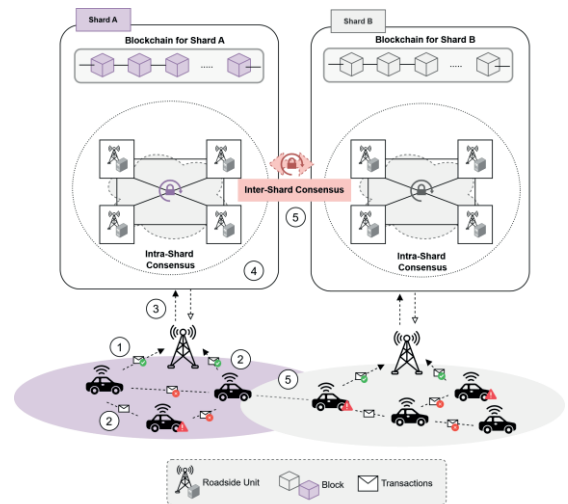 Shard A
Blockchain for Shard A
.....
Shard B
Blockchain for Shard B
.....
Inter-Shard Consensus
5
Intra-Shard
Consensus
4
Intra-Shard
Consensus
3
1
2
5
2
Roadside Unit
Block
Transactions